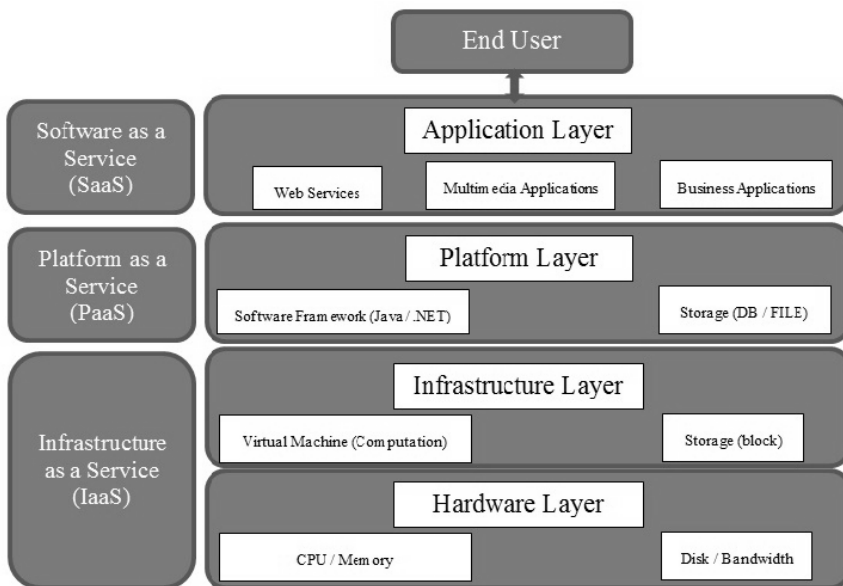 End User
Software as a
Service
(SaaS)
Application Layer
Web Services
Multimedia Applications
Business Applications
Platform as a
Service
(PaaS)
Platform Layer
Software Framework (Java / .NET)
Storage (DB / FILE)
Infrastructure
as a Service
(IaaS)
Infrastructure Layer
Virtual Machine (Computation)
Storage (block)
Hardware Layer
CPU / Memory
Disk / Bandwidth